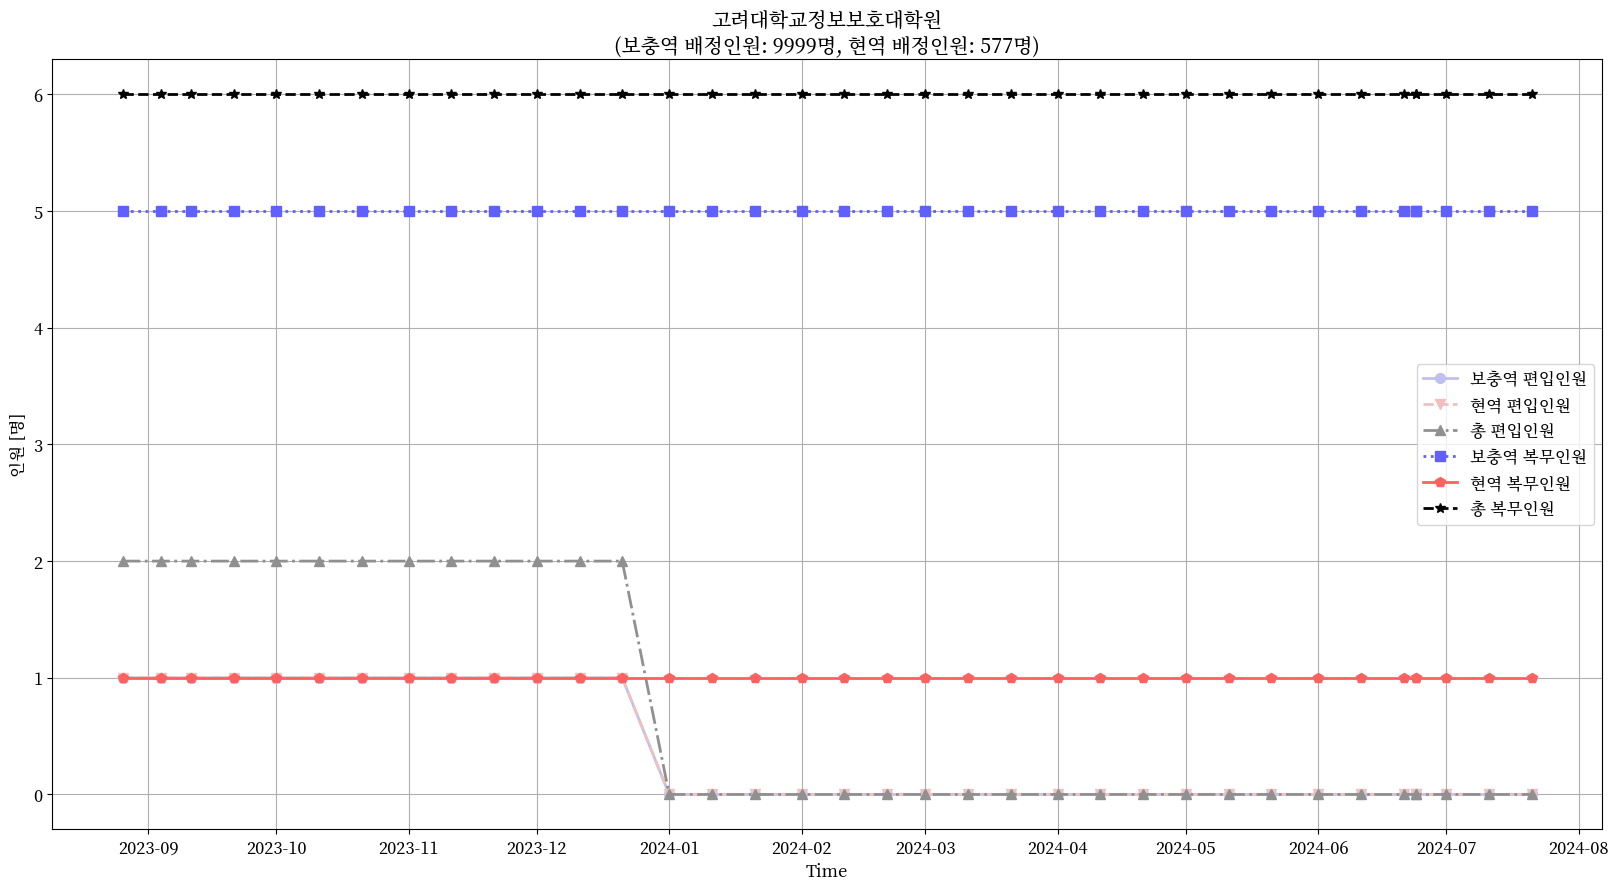 고려대학교정보보호대학원
(보충역 배정인원: 9999명, 현역 배정인원: 577명)
6
5
4
3
2
1
0
인원 [명]
보충역 편입인원
현역 편입인원
총 편입인원
보충역 복무인원
현역 복무인원
총 복무인원
2023-09 2023-10 2023-11 2023-12 2024-01 2024-02 2024-03 2024-04 2024-05 2024-06 2024-07 2024-08
Time